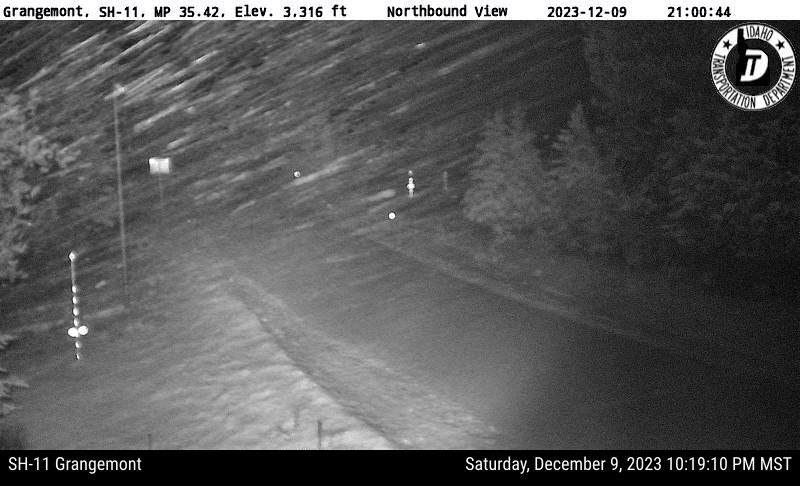 Grangemont, SH-11, MP 35.42, Elev. 3,316 ft Northbound View 2023-12-09 21:00:44
IDAHO
TRANSPORTATION DEPARTMENT
SH-11 Grangemont Saturday, December 9, 2023 10:19:10 PM MST